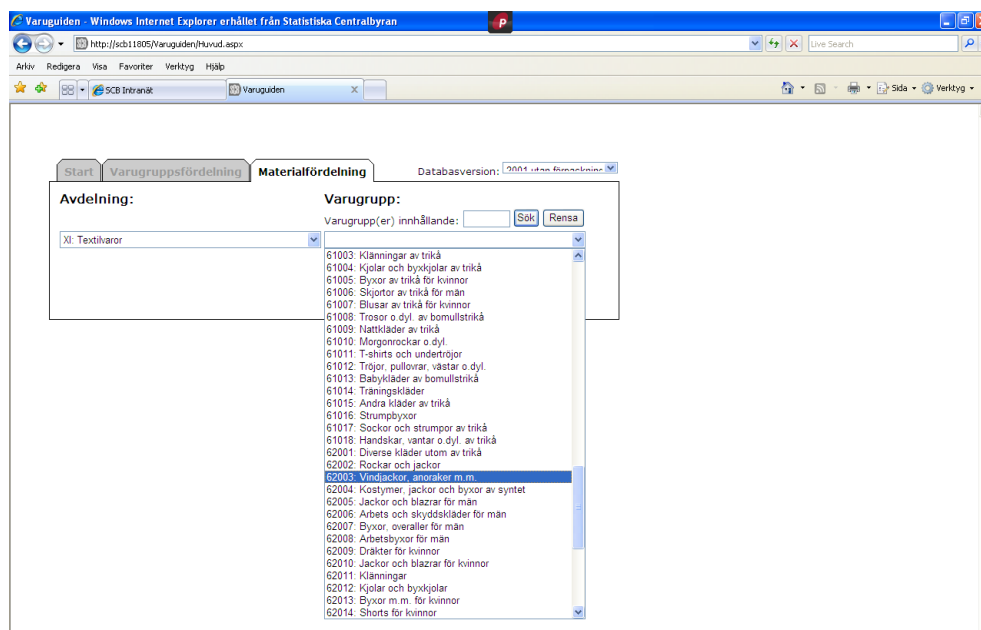 Varuguiden - Windows Internet Explorer erhållet från Statistiska Centralbyran
P
http://scb11805/Varuguiden/Huvud.aspx
Live Search
Arkiv Redigera Visa Favoriter Verktyg Hjälp
SCB Intranät Varuguiden X Sida Verktyg
Start Varugruppsfördelning Materialfördelning Databasversion: 2001 utan förpackning
Avdelning: Varugrupp:
Varugrupp(er) innhållande: Sök Rensa
XI: Textilvaror
61003: Klänningar av trikå
61004: Kjolar och byxkjolar av trikå
61005: Byxor av trikå för kvinnor
61006: Skjortor av trikå för män
61007: Blusar av trikå för kvinnor
61008: Trosor o.dyl. av bomullstrikå
61009: Nattkläder av trikå
61010: Morgonrockar o.dyl.
61011: T-shirts och undertröjor
61012: Tröjor, pullovrar, västar o.dyl.
61013: Babykläder av bomullstrikå
61014: Träningskläder
61015: Andra kläder av trikå
61016: Strumpbyxor
61017: Sockor och strumpor av trikå
61018: Handskar, vantar o.dyl. av trikå
62001: Diverse kläder utom av trikå
62002: Rockar och jackor
62003: Vindjackor, anoraker m.m.
62004: Kostymer, jackor och byxor av syntet
62005: Jackor och blazrar för män
62006: Arbets och skyddskläder för män
62007: Byxor, overaller för män
62008: Arbetsbyxor för män
62009: Dräkter för kvinnor
62010: Jackor och blazrar för kvinnor
62011: Klänningar
62012: Kjolar och byxkjolar
62013: Byxor m.m. för kvinnor
62014: Shorts för kvinnor